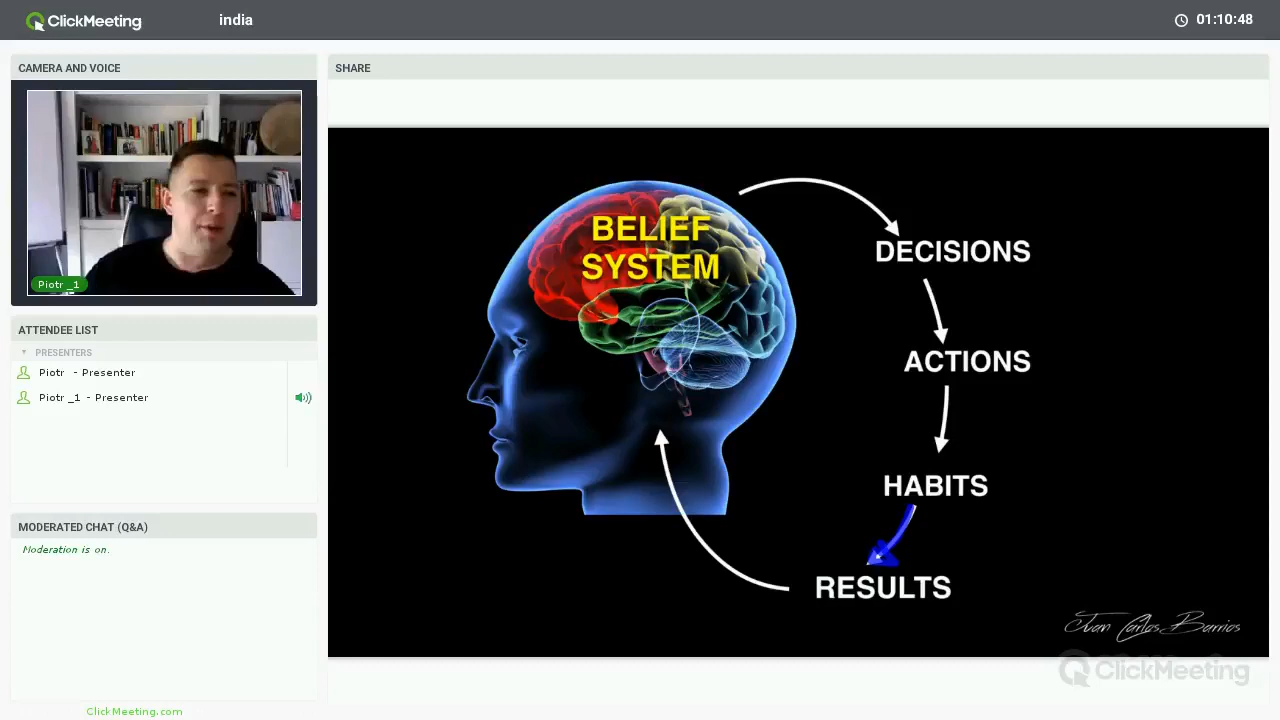 ClickMeeting
india
01:10:48
CAMERA AND VOICE
Piotr _1
ATTENDEE LIST
PRESENTERS
Piotr - Presenter
Piotr _1 - Presenter
MODERATED CHAT (Q&A)
Moderation is on.
ClickMeeting.com
SHARE
BELIEF
SYSTEM
DECISIONS
ACTIONS
HABITS
RESULTS
Juan Carlos Barrios
ClickMeeting